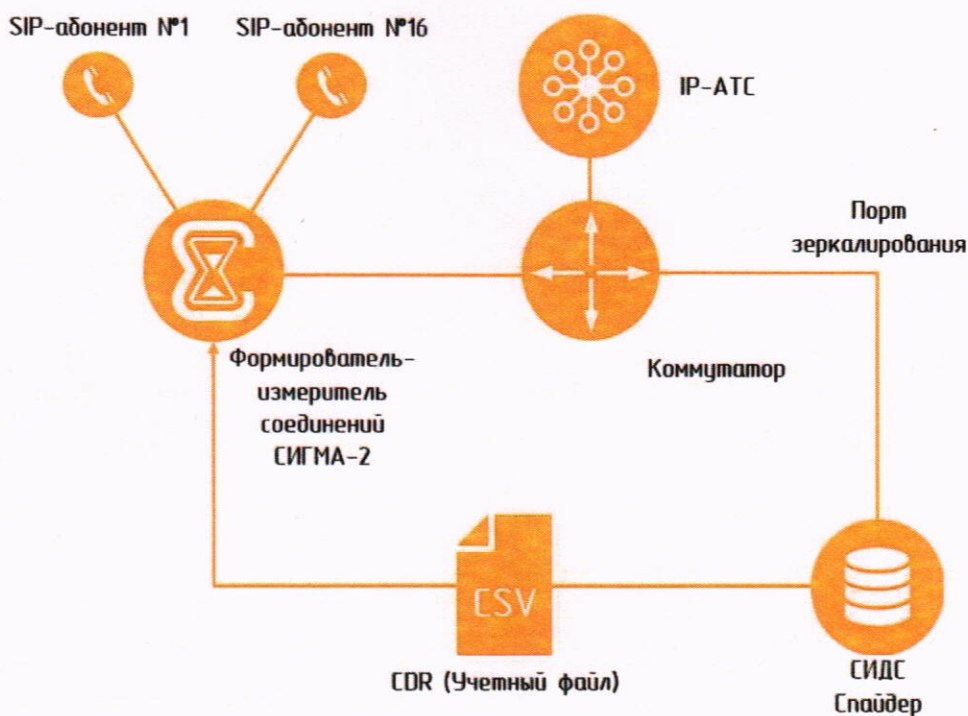 SIP-абонент №1
SIP-абонент №16
IP-АТС
Порт
зеркалирования
Формирователь-
измеритель
соединений
СИГМА-2
Коммутатор
CSV
CDR (Учетный файл)
СИДС
Спайдер